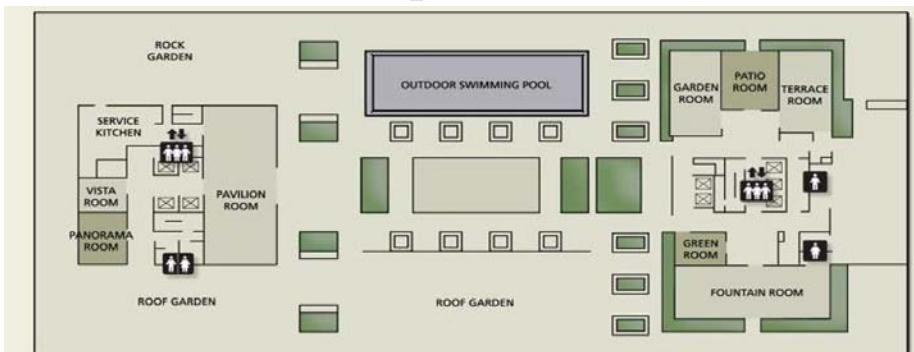 ROCK
GARDEN
OUTDOOR SWIMMING POOL
GARDEN
ROOM
PATIO
ROOM
TERRACE
ROOM
SERVICE
KITCHEN
VISTA
ROOM
PAVILION
ROOM
PANORAMA
ROOM
GREEN
ROOM
FOUNTAIN ROOM
ROOF GARDEN
ROOF GARDEN